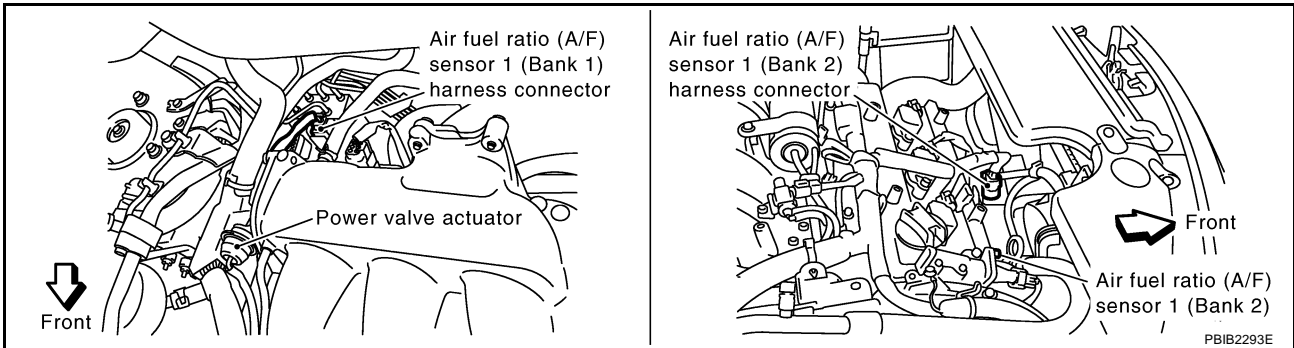 Air fuel ratio (A/F)
sensor 1 (Bank 1)
harness connector
Power valve actuator
Front
Air fuel ratio (A/F)
sensor 1 (Bank 2)
harness connector
Front
Air fuel ratio (A/F)
sensor 1 (Bank 2)
PBIB2293E